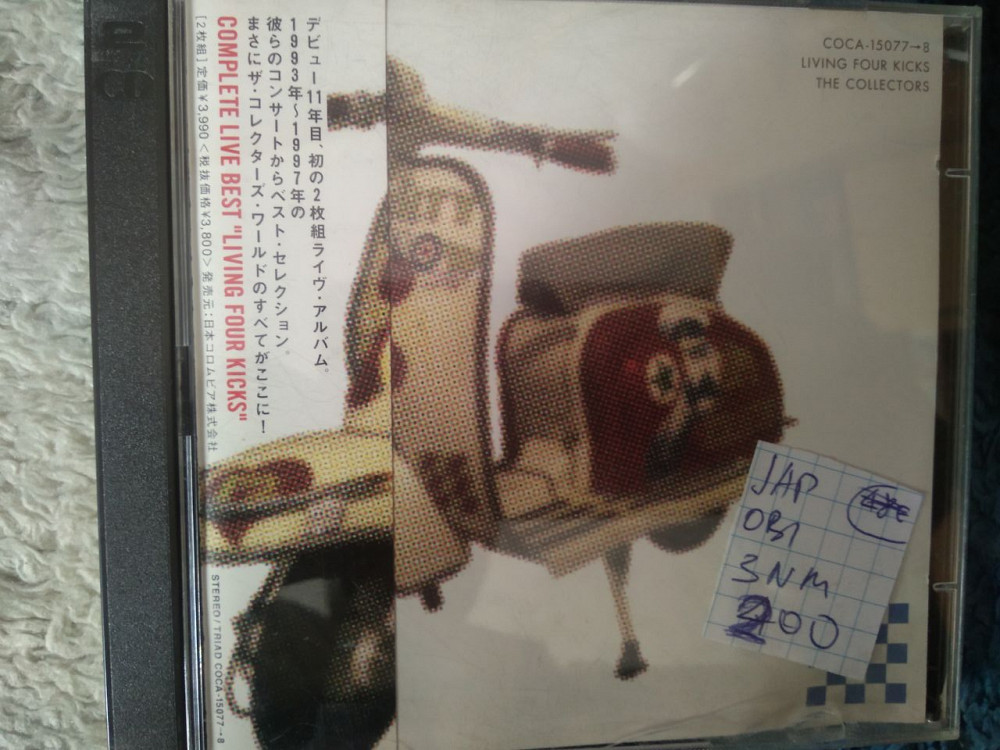 COCA-15077→8
LIVING FOUR KICKS
THE COLLECTORS
デビュー11年目、初の2枚組ライヴ・アルバム。
1993年〜1997年の
彼らのコンサートからベスト・セレクション
まさにザ・コレクターズ・ワールドのすべてがここに!
COMPLETE LIVE BEST "LIVING FOUR KICKS"
[2枚組]定価¥3,990<税抜価格¥3,800>発売元:日本コロムビア株式会社
STEREO/TRIAD COCA-15077→8
JAP
OBI
3NM
200